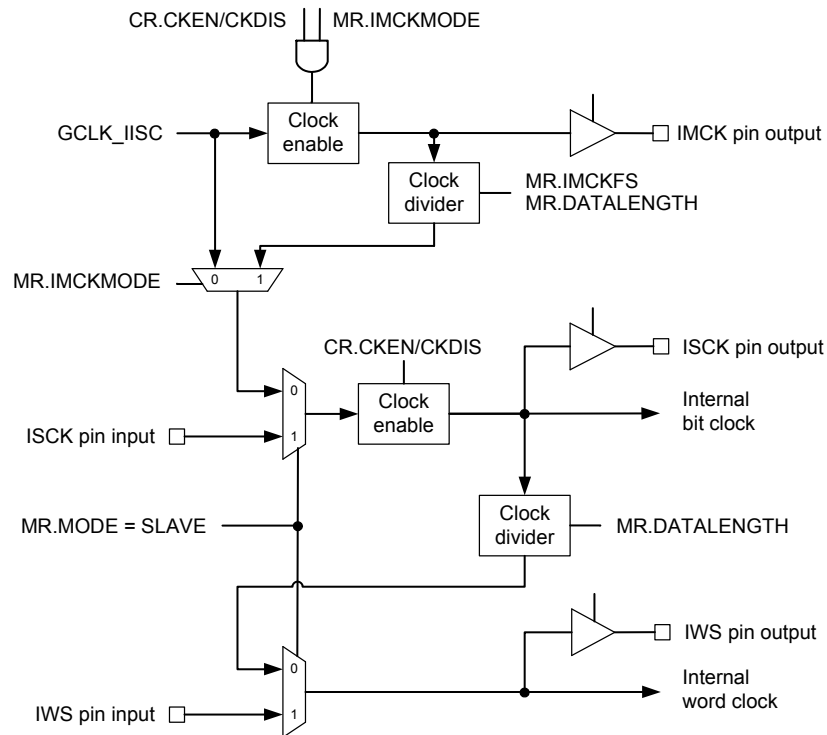 CR.CKEN/CKDIS MR.IMCKMODE
GCLK_IISC
Clock
enable
IMCK pin output
Clock
divider
MR.IMCKFS
MR.DATALENGTH
MR.IMCKMODE
0 1
CR.CKEN/CKDIS
ISCK pin output
0
Clock
enable
Internal
bit clock
ISCK pin input
1
MR.MODE = SLAVE
Clock
divider
MR.DATALENGTH
IWS pin output
0
Internal
word clock
IWS pin input
1